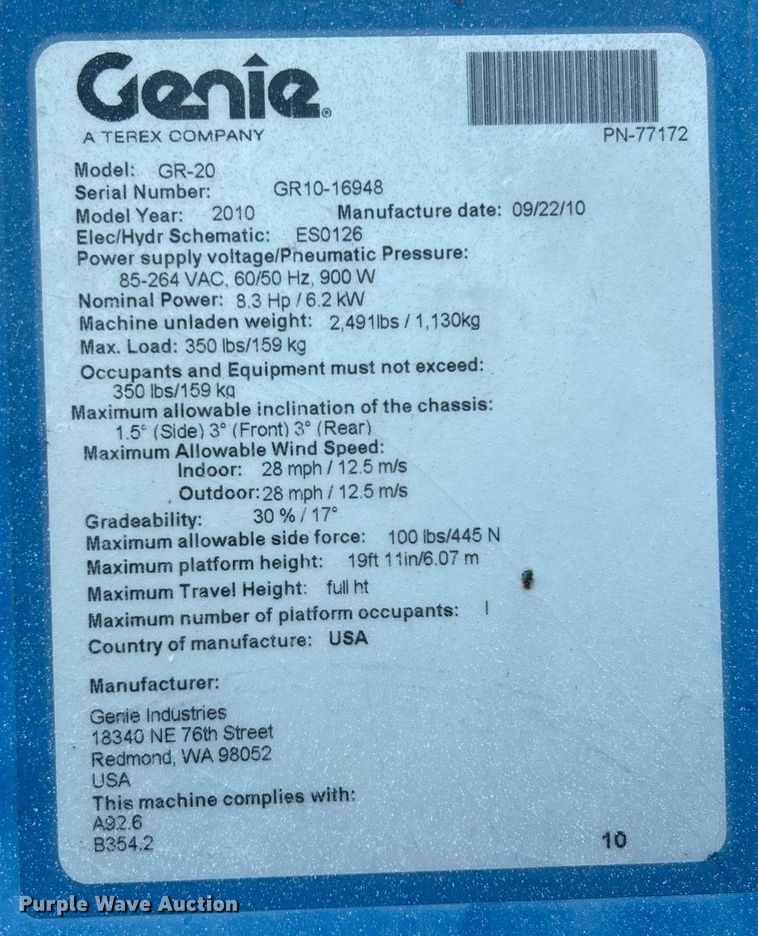 Genie®
A TEREX COMPANY
PN-77172
Model: GR-20
Serial Number: GR10-16948
Model Year: 2010 Manufacture date: 09/22/10
Elec/Hydr Schematic: ES0126
Power supply voltage/Pneumatic Pressure:
85-264 VAC, 60/50 Hz, 900 W
Nominal Power: 8.3 Hp / 6.2 kW
Machine unladen weight: 2,491lbs / 1,130kg
Max. Load: 350 lbs/159 kg
Occupants and Equipment must not exceed:
350 lbs/159 kg
Maximum allowable inclination of the chassis:
1.5° (Side) 3° (Front) 3° (Rear)
Maximum Allowable Wind Speed:
Indoor: 28 mph / 12.5 m/s
Outdoor: 28 mph / 12.5 m/s
Gradeability: 30 % / 17°
Maximum allowable side force: 100 lbs/445 N
Maximum platform height: 19ft 11in/6.07 m
Maximum Travel Height: full ht
Maximum number of platform occupants: 1
Country of manufacture: USA
Manufacturer:
Genie Industries
18340 NE 76th Street
Redmond, WA 98052
USA
This machine complies with:
A92.6
B354.2
10
Purple Wave Auction